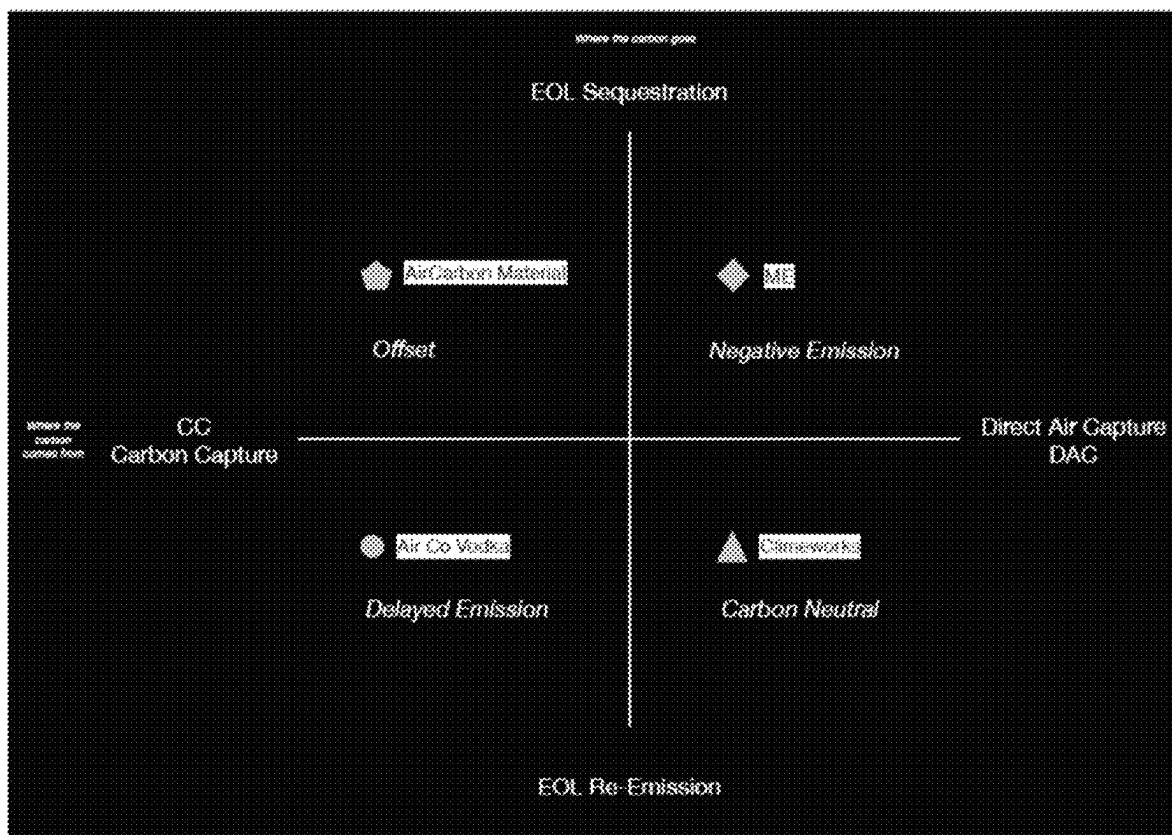 Where the carbon goes
EOL Sequestration
AirCarbon Material
Offset
Negative Emission
Where the
carbon
comes from
CC
Carbon Capture
Direct Air Capture
DAC
Air Co Vodka
Climeworks
Delayed Emission
Carbon Neutral
EOL Re-Emission